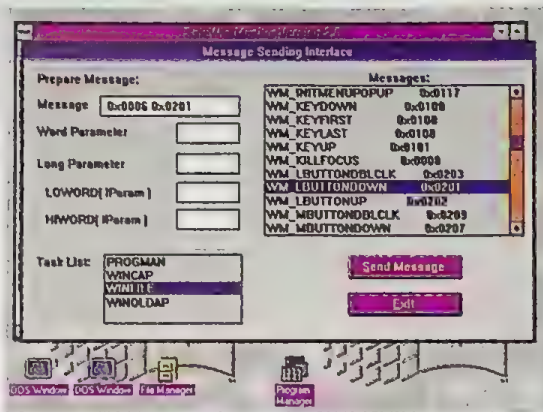 Message Sending Interface
Prepare Message:
Message 0x0006 0x0201
Word Parameter
Long Parameter
LOWORD( lParam )
HIWORD( lParam )
Task List:
PROGMAN
WINCAP
WINFILE
WINOLDAP
Messages:
WM_INITMENUPOPUP 0x0117
WM_KEYDOWN 0x0100
WM_KEYFIRST 0x0100
WM_KEYLAST 0x0108
WM_KEYUP 0x0101
WM_KILLFOCUS 0x0008
WM_LBUTTONDBLCLK 0x0203
WM_LBUTTONDOWN 0x0201
WM_LBUTTONUP 0x0202
WM_MBUTTONDBLCLK 0x0209
WM_MBUTTONDOWN 0x0207
Send Message
Exit
DOS Window
DOS Window
File Manager
Program
Manager